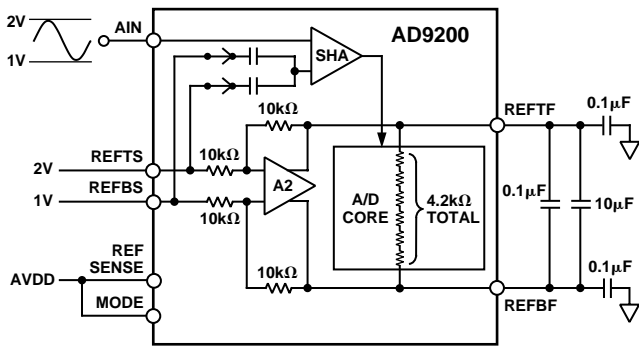 2V
1V
AIN
AD9200
SHA
10kΩ
REFTF
0.1µF
2V
REFTS
10kΩ
1V
REFBS
A2
10kΩ
A/D
CORE
4.2kΩ
TOTAL
0.1µF
10µF
AVDD
REF
SENSE
MODE
10kΩ
0.1µF
REFBF